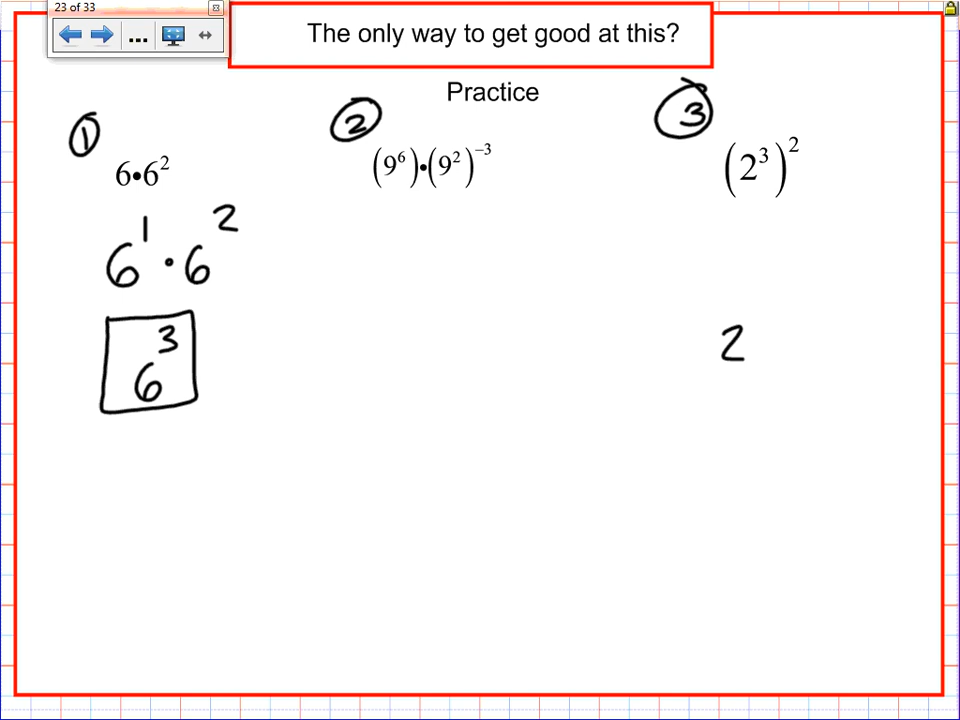 23 of 33
The only way to get good at this?
Practice
① ② ③
6•6² (9⁶)•(9²)⁻³ (2³)²
6¹ · 6²
6³
2